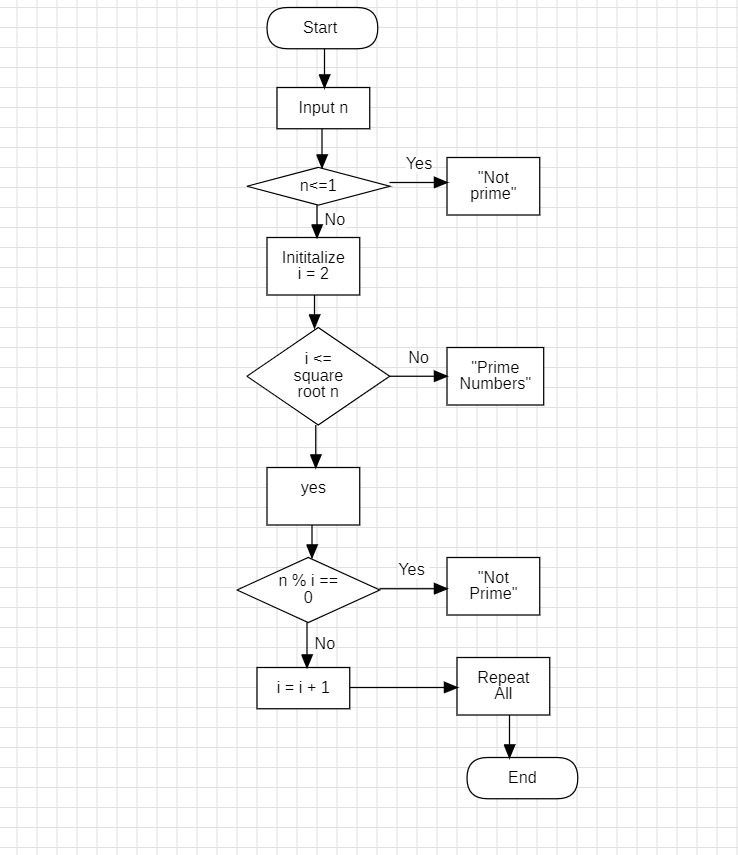 Start
Input n
n<=1
Yes
"Not
prime"
No
Inititalize
i = 2
i <=
square
root n
No
"Prime
Numbers"
yes
n % i ==
0
Yes
"Not
Prime"
No
i = i + 1
Repeat
All
End